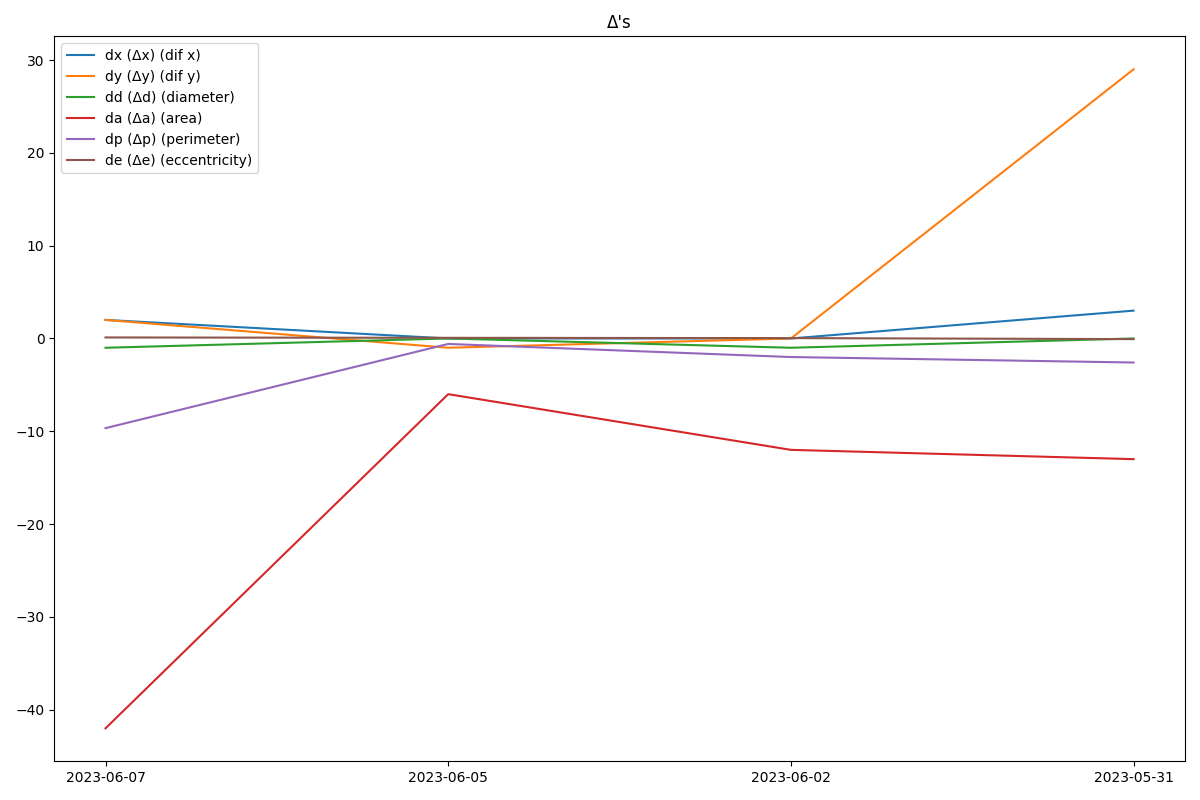 Δ's
dx (Δx) (dif x)
dy (Δy) (dif y)
dd (Δd) (diameter)
da (Δa) (area)
dp (Δp) (perimeter)
de (Δe) (eccentricity)
30
20
10
0
−10
−20
−30
−40
2023-06-07 2023-06-05 2023-06-02 2023-05-31